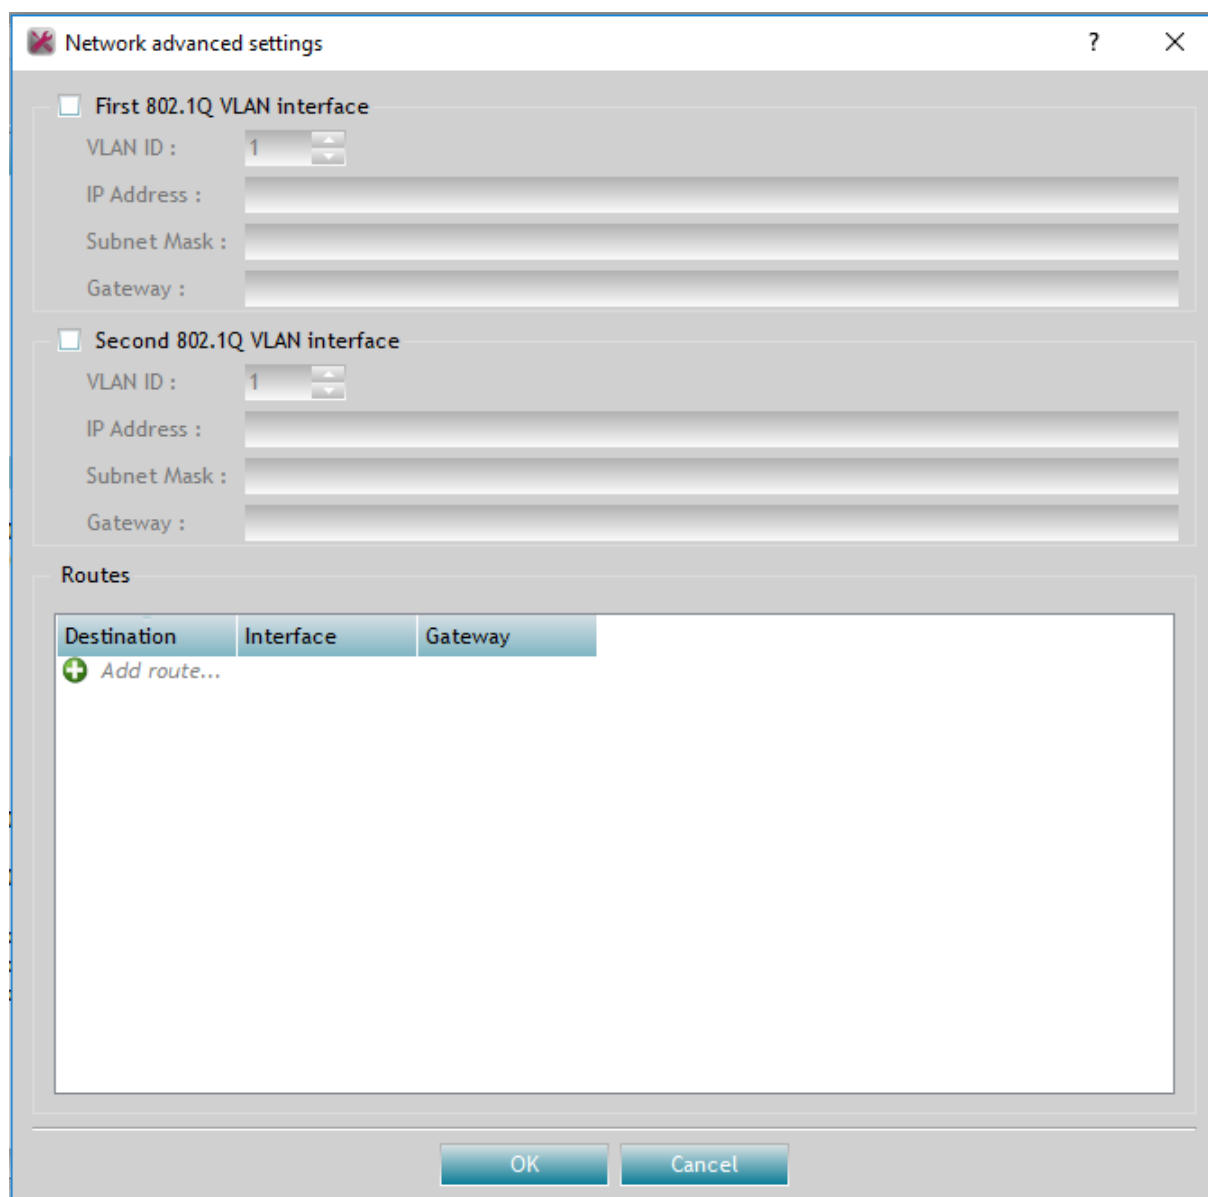 Network advanced settings ?
First 802.1Q VLAN interface
VLAN ID : 1
IP Address :
Subnet Mask :
Gateway :
Second 802.1Q VLAN interface
VLAN ID : 1
IP Address :
Subnet Mask :
Gateway :
Routes
Destination Interface Gateway
Add route...
OK Cancel